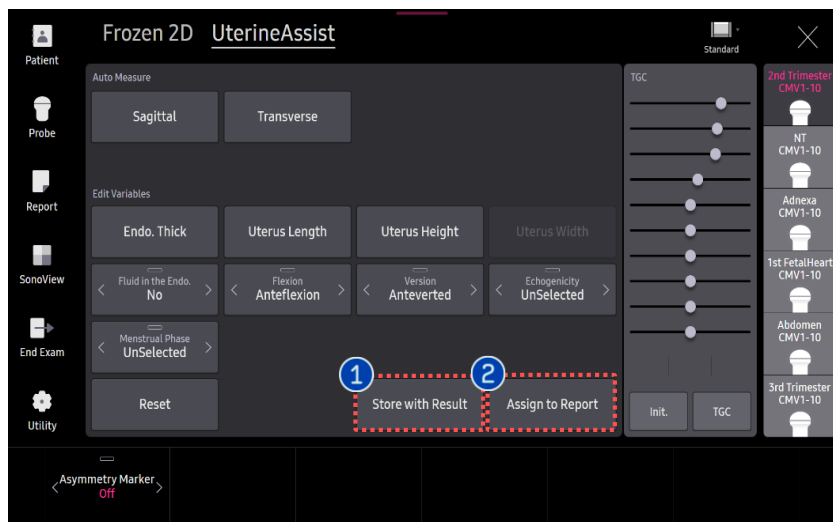 Patient
Probe
Report
SonoView
End Exam
Utility
Frozen 2D UterineAssist
Standard
Auto Measure
Sagittal Transverse
Edit Variables
Endo. Thick Uterus Length Uterus Height Uterus Width
Fluid in the Endo. Flexion Version Echogenicity
No Anteflexion Anteverted UnSelected
Menstrual Phase
UnSelected
1 2
Reset Store with Result Assign to Report
TGC
Init. TGC
2nd Trimester
CMV1-10
NT
CMV1-10
Adnexa
CMV1-10
1st FetalHeart
CMV1-10
Abdomen
CMV1-10
3rd Trimester
CMV1-10
Asymmetry Marker
Off